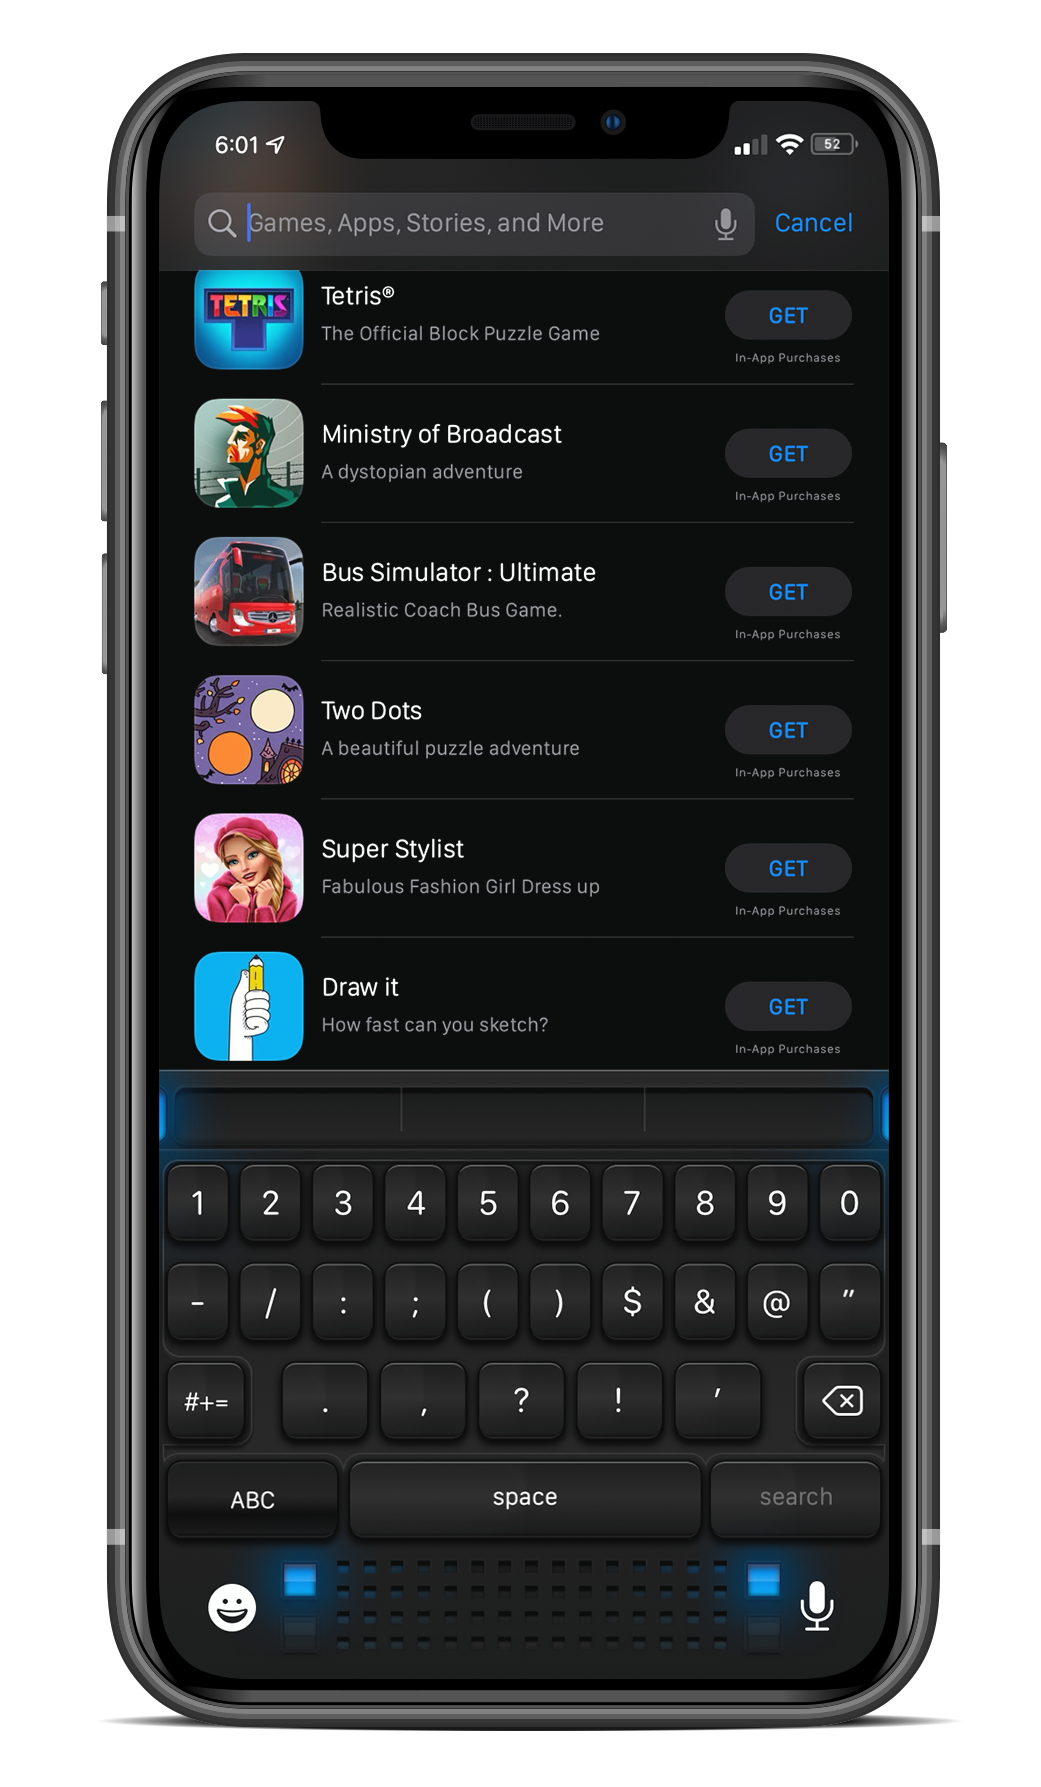 6:01
52
Games, Apps, Stories, and More
Cancel
TETRIS
Tetris®
The Official Block Puzzle Game
GET
In-App Purchases
Ministry of Broadcast
A dystopian adventure
GET
In-App Purchases
Bus Simulator : Ultimate
Realistic Coach Bus Game.
GET
In-App Purchases
Two Dots
A beautiful puzzle adventure
GET
In-App Purchases
Super Stylist
Fabulous Fashion Girl Dress up
GET
In-App Purchases
Draw it
How fast can you sketch?
GET
In-App Purchases
1 2 3 4 5 6 7 8 9 0
- / : ; ( ) $ & @ "
#+= . , ? ! '
ABC space search